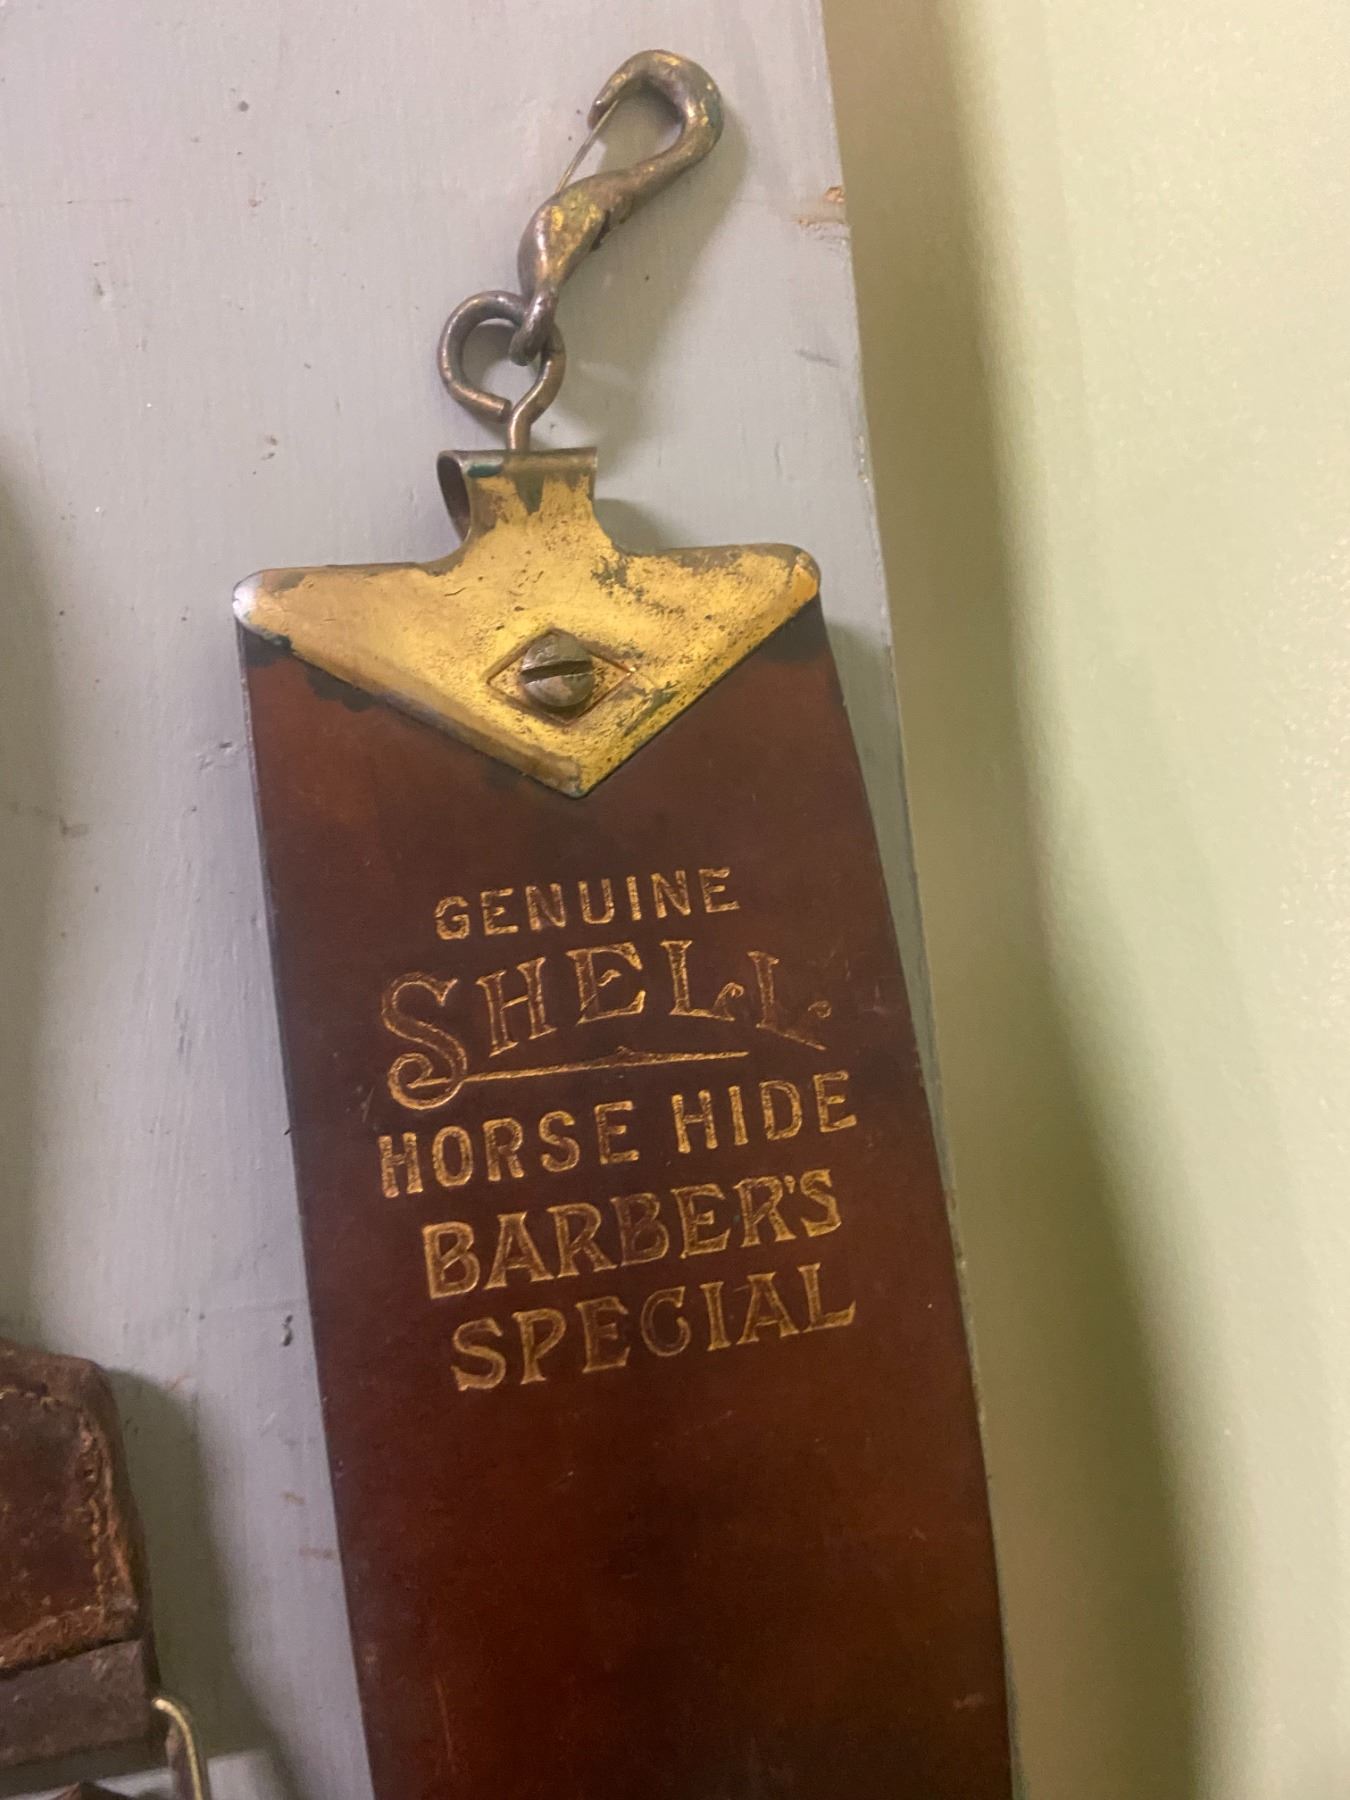 GENUINE
SHELL
HORSE HIDE
BARBER'S
SPECIAL